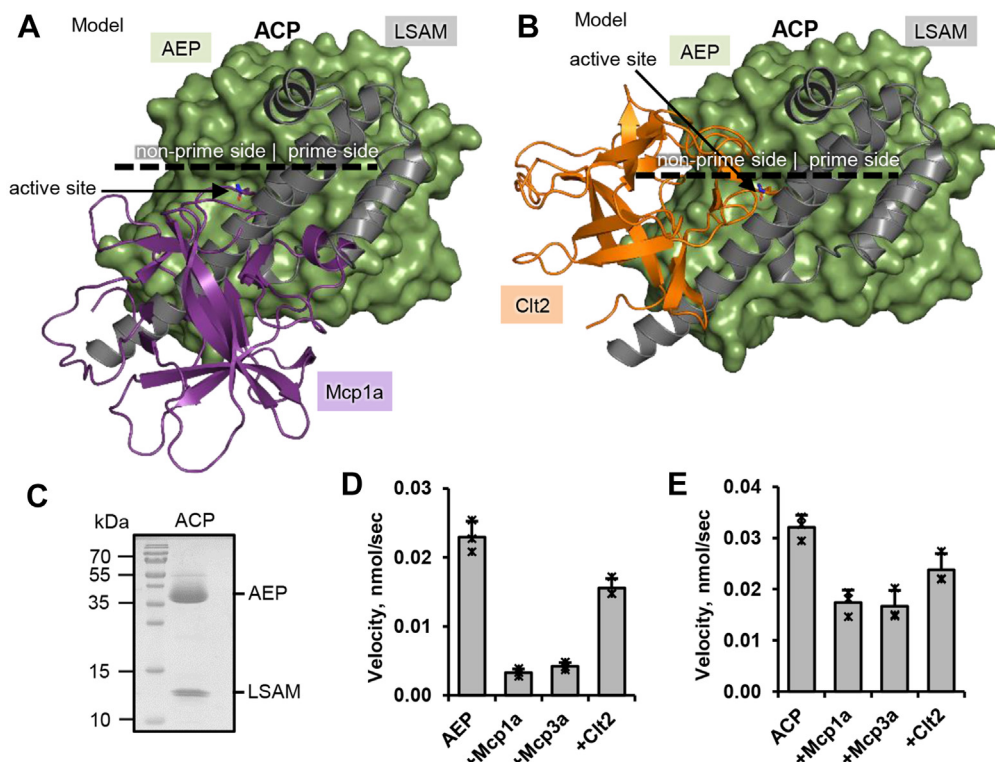 A
Model
AEP
ACP
LSAM
non-prime side | prime side
active site
Mcp1a
B
Model
active site
AEP
ACP
LSAM
non-prime side | prime side
Clt2
C
kDa
ACP
70
55
35
15
10
AEP
LSAM
D
Velocity, nmol/sec
0.03
0.02
0.01
0.00
AEP
+Mcp1a
+Mcp3a
+Clt2
E
Velocity, nmol/sec
0.04
0.03
0.02
0.01
0.00
ACP
+Mcp1a
+Mcp3a
+Clt2